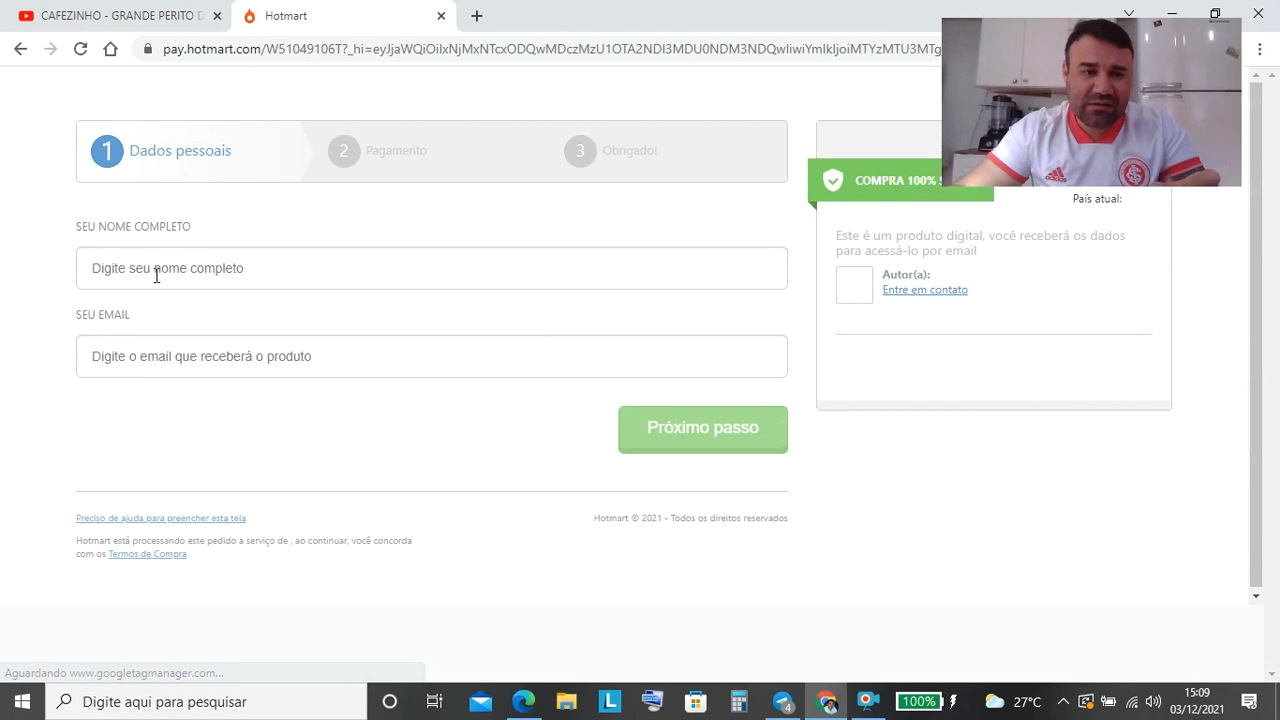 CAFEZINHO - GRANDE PERITO D
Hotmart
pay.hotmart.com/W51049106T?_hi=eyJjaWQiOiIxNjMxNTcxODQwMDczMzU1OTA2NDI3MDU0NDM3NDQwIiwiYmlkIjoiMTYzMTU3MTg
1 Dados pessoais
2 Pagamento
3 Obrigado!
COMPRA 100% S
País atual:
SEU NOME COMPLETO
Digite seu nome completo
SEU EMAIL
Digite o email que receberá o produto
Próximo passo
Este é um produto digital, você receberá os dados
para acessá-lo por email
Autor(a):
Entre em contato
Preciso de ajuda para preencher esta tela
Hotmart © 2021 - Todos os direitos reservados
Hotmart está processando este pedido a serviço de , ao continuar, você concorda
com os Termos de Compra
Aguardando www.googletagmanager.com...
Digite aqui para pesquisar
L
4
100%
27°C
15:09
03/12/2021